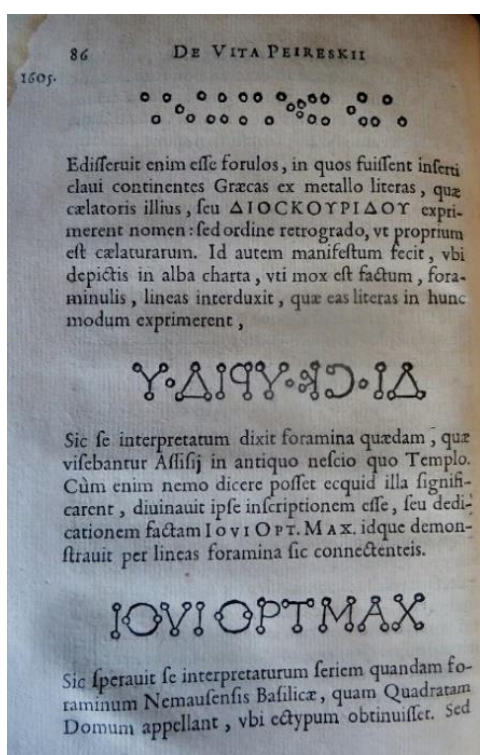 86 DE VITA PEIRESKII
1605.
Ediſſeruit enim eſſe forulos, in quos fuiſſent inſerti
claui continentes Græcas ex metallo literas, quæ
cælatoris illius, ſeu ΔΙΟΣΚΟΥΡΙΔΟΥ expri-
merent nomen: ſed ordine retrogrado, vt proprium
eſt cælaturarum. Id autem manifeſtum fecit, vbi
depictis in alba charta, vti mox eſt factum, fora-
minulis, lineas interduxit, quæ eas literas in hunc
modum exprimerent,
Υ∘ΔΙꟼΥ∘ꓘƆ∘ΙΔ
Sic ſe interpretatum dixit foramina quædam, quæ
viſebantur Aſſiſij in antiquo neſcio quo Templo.
Cùm enim nemo dicere poſſet ecquid illa ſignifi-
carent, diuinauit ipſe inſcriptionem eſſe, ſeu dedi-
cationem factam IOVI OPT. MAX. idque demon-
ſtrauit per lineas foramina ſic connectenteis.
IOVI OPTMAX
Sic ſperauit ſe interpretaturum ſeriem quandam fo-
raminum Nemauſenſis Baſilicæ, quam Quadratam
Domum appellant, vbi ectypum obtinuiſſet. Sed